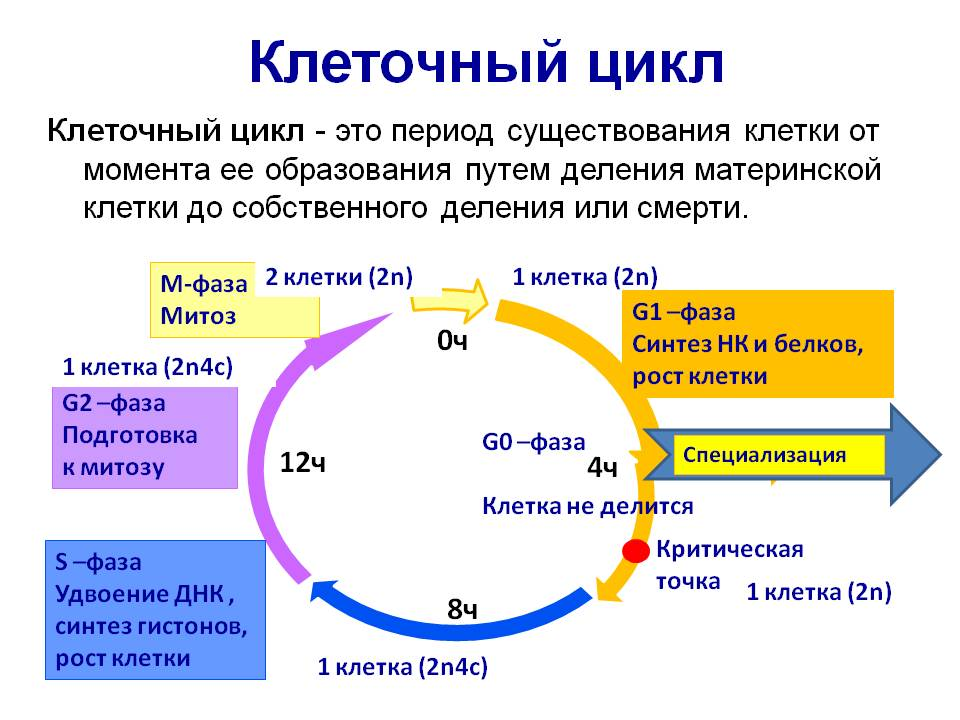 Клеточный цикл
Клеточный цикл - это период существования клетки от
момента ее образования путем деления материнской
клетки до собственного деления или смерти.
М-фаза
Митоз
2 клетки (2n)
1 клетка (2n)
0ч
G1 –фаза
Синтез НК и белков,
рост клетки
1 клетка (2n4c)
G2 –фаза
Подготовка
к митозу
12ч
G0 –фаза
4ч
Специализация
Клетка не делится
Критическая
точка
1 клетка (2n)
S –фаза
Удвоение ДНК ,
синтез гистонов,
рост клетки
8ч
1 клетка (2n4c)